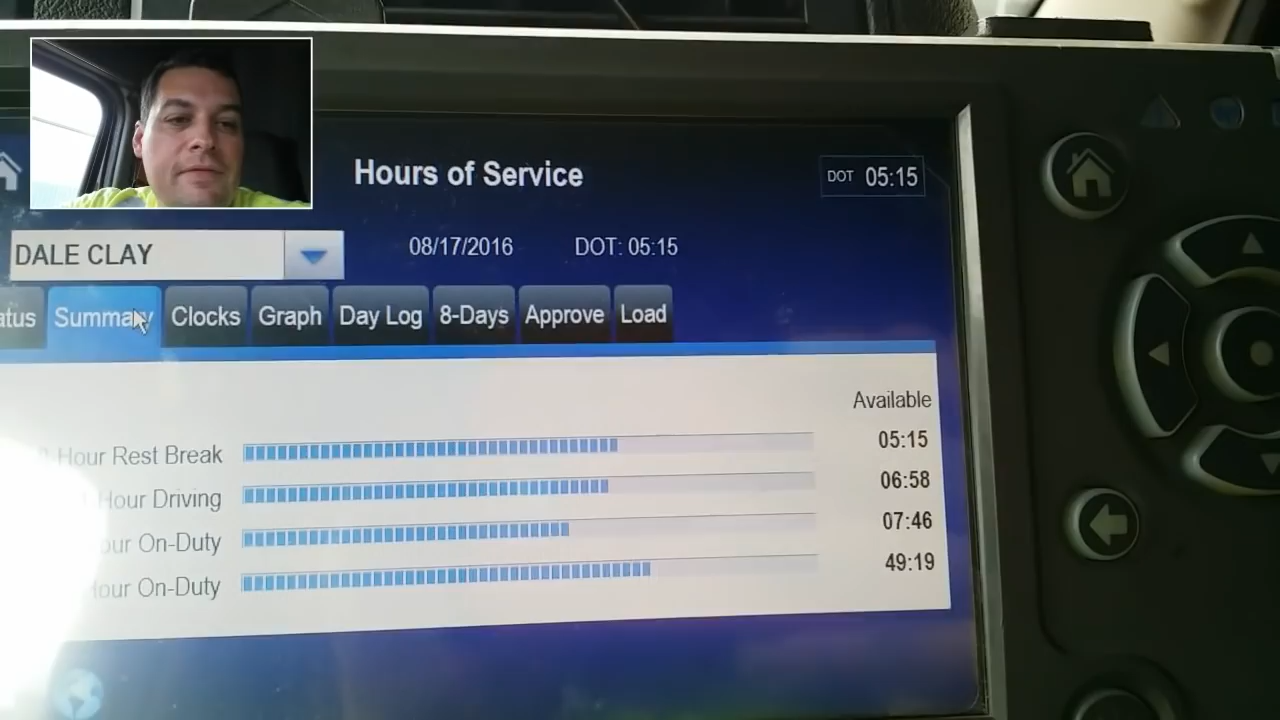 Hours of Service
DOT 05:15
DALE CLAY
08/17/2016
DOT: 05:15
Summary
Clocks
Graph
Day Log
8-Days
Approve
Load
Available
Hour Rest Break 05:15
Hour Driving 06:58
On-Duty 07:46
Hour On-Duty 49:19